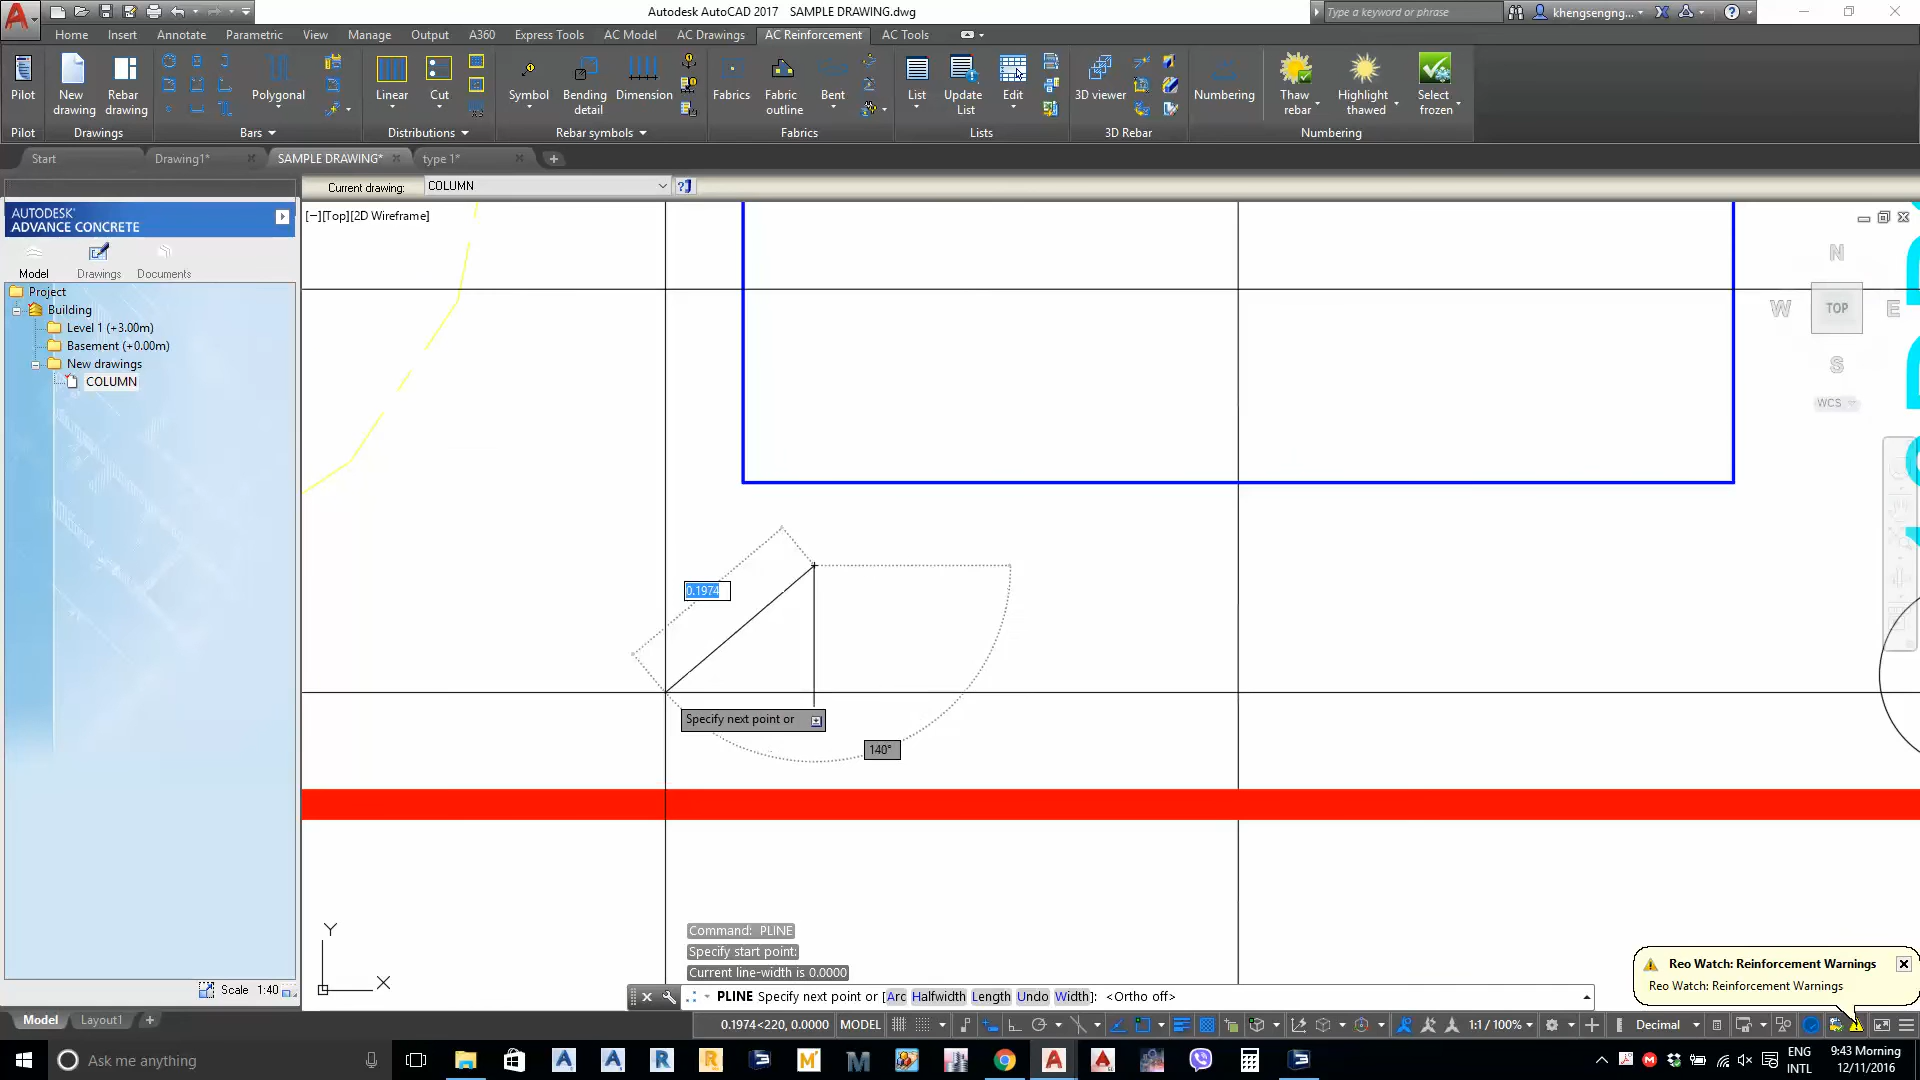 Autodesk AutoCAD 2017 SAMPLE DRAWING.dwg
Type a keyword or phrase
khengsengng...
Home Insert Annotate Parametric View Manage Output A360 Express Tools AC Model AC Drawings AC Reinforcement AC Tools
Pilot
New drawing
Rebar drawing
Polygonal
Linear
Cut
Symbol
Bending detail
Dimension
Fabrics
Fabric outline
Bent
List
Update List
Edit
3D viewer
Numbering
Thaw rebar
Highlight thawed
Select frozen
Pilot Drawings Bars Distributions Rebar symbols Fabrics Lists 3D Rebar Numbering
Start Drawing1* SAMPLE DRAWING* type 1*
Current drawing: COLUMN
AUTODESK®
ADVANCE CONCRETE
Model Drawings Documents
Project
Building
Level 1 (+3.00m)
Basement (+0.00m)
New drawings
COLUMN
Scale 1:40
[−][Top][2D Wireframe]
N
W TOP E
S
WCS
0.1974
Specify next point or
140°
Y
X
Command: PLINE
Specify start point:
Current line-width is 0.0000
PLINE Specify next point or [Arc Halfwidth Length Undo Width]: <Ortho off>
Reo Watch: Reinforcement Warnings
Reo Watch: Reinforcement Warnings
Model Layout1
0.1974<220, 0.0000 MODEL 1:1 / 100% Decimal
Ask me anything
ENG
INTL
9:43 Morning
12/11/2016